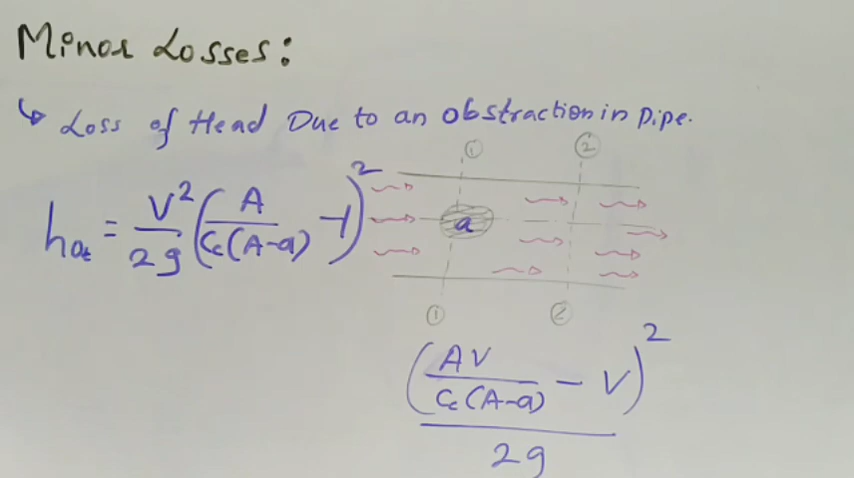 Minor Losses:
↳ Loss of Head Due to an obstraction in pipe.
h_ot = V²/2g (A/Cc(A-a) - 1)²
① ②
a
① ②
(AV/Cc(A-a) - V)²/2g